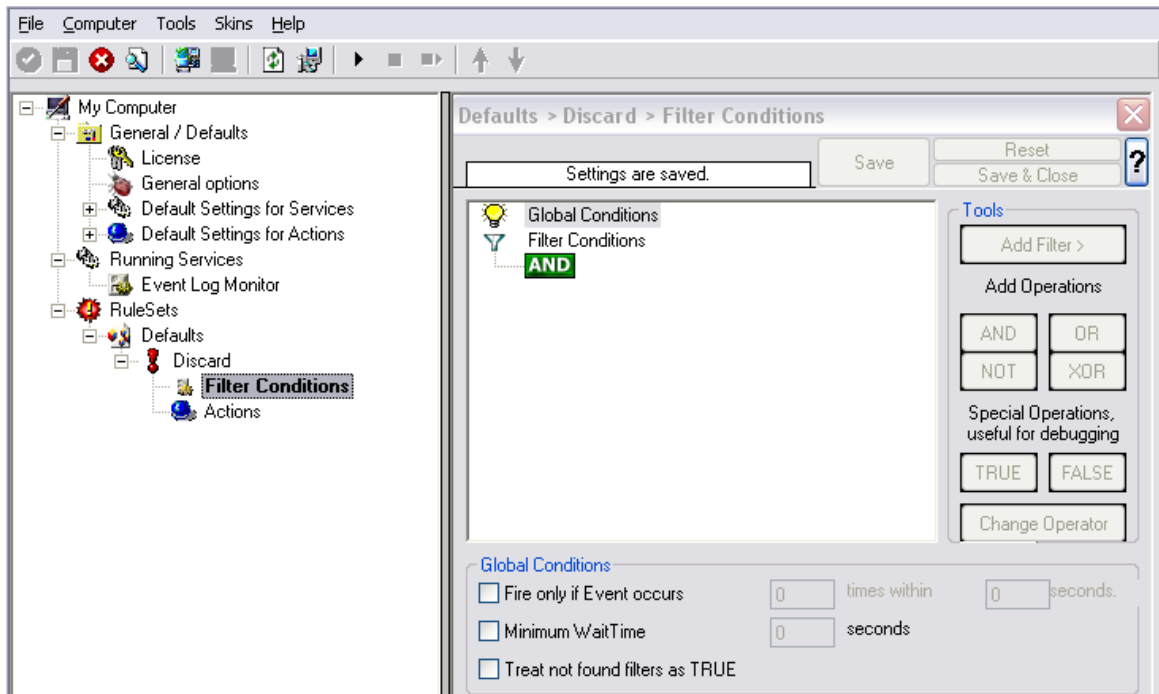 File Computer Tools Skins Help
My Computer
General / Defaults
License
General options
Default Settings for Services
Default Settings for Actions
Running Services
Event Log Monitor
RuleSets
Defaults
Discard
Filter Conditions
Actions
Defaults > Discard > Filter Conditions
Settings are saved.
Save
Reset
Save & Close
?
Global Conditions
Filter Conditions
AND
Tools
Add Filter >
Add Operations
AND OR
NOT XOR
Special Operations,
useful for debugging
TRUE FALSE
Change Operator
Global Conditions
Fire only if Event occurs 0 times within 0 seconds.
Minimum WaitTime 0 seconds
Treat not found filters as TRUE